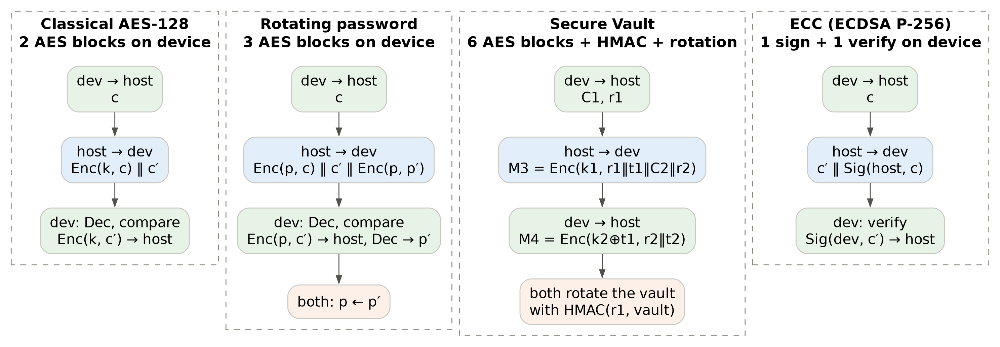 Classical AES-128
2 AES blocks on device
dev → host
c
host → dev
Enc(k, c) ‖ c′
dev: Dec, compare
Enc(k, c′) → host
Rotating password
3 AES blocks on device
dev → host
c
host → dev
Enc(p, c) ‖ c′ ‖ Enc(p, p′)
dev: Dec, compare
Enc(p, c′) → host, Dec → p′
both: p ← p′
Secure Vault
6 AES blocks + HMAC + rotation
dev → host
C1, r1
host → dev
M3 = Enc(k1, r1‖t1‖C2‖r2)
dev → host
M4 = Enc(k2⊕t1, r2‖t2)
both rotate the vault
with HMAC(r1, vault)
ECC (ECDSA P-256)
1 sign + 1 verify on device
dev → host
c
host → dev
c′ ‖ Sig(host, c)
dev: verify
Sig(dev, c′) → host